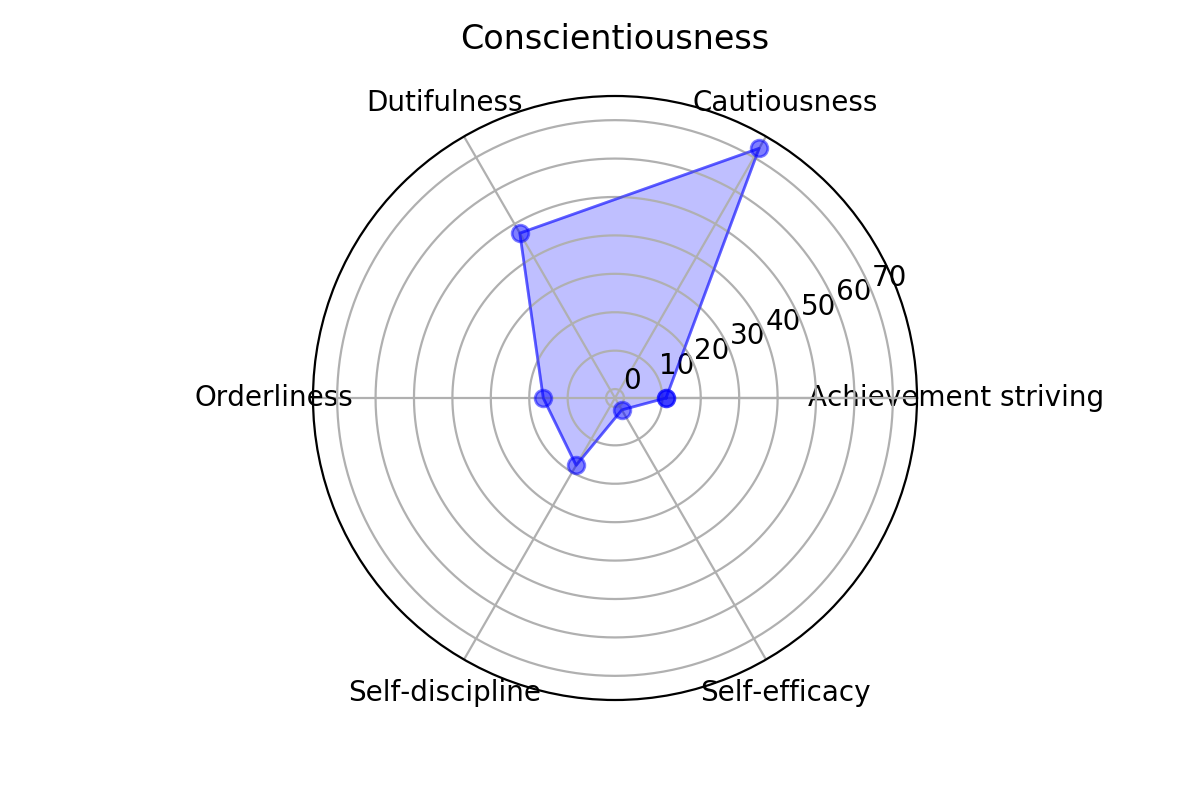 Conscientiousness
Dutifulness
Cautiousness
70
60
50
40
30
20
10
0
Orderliness
Achievement striving
Self-discipline
Self-efficacy